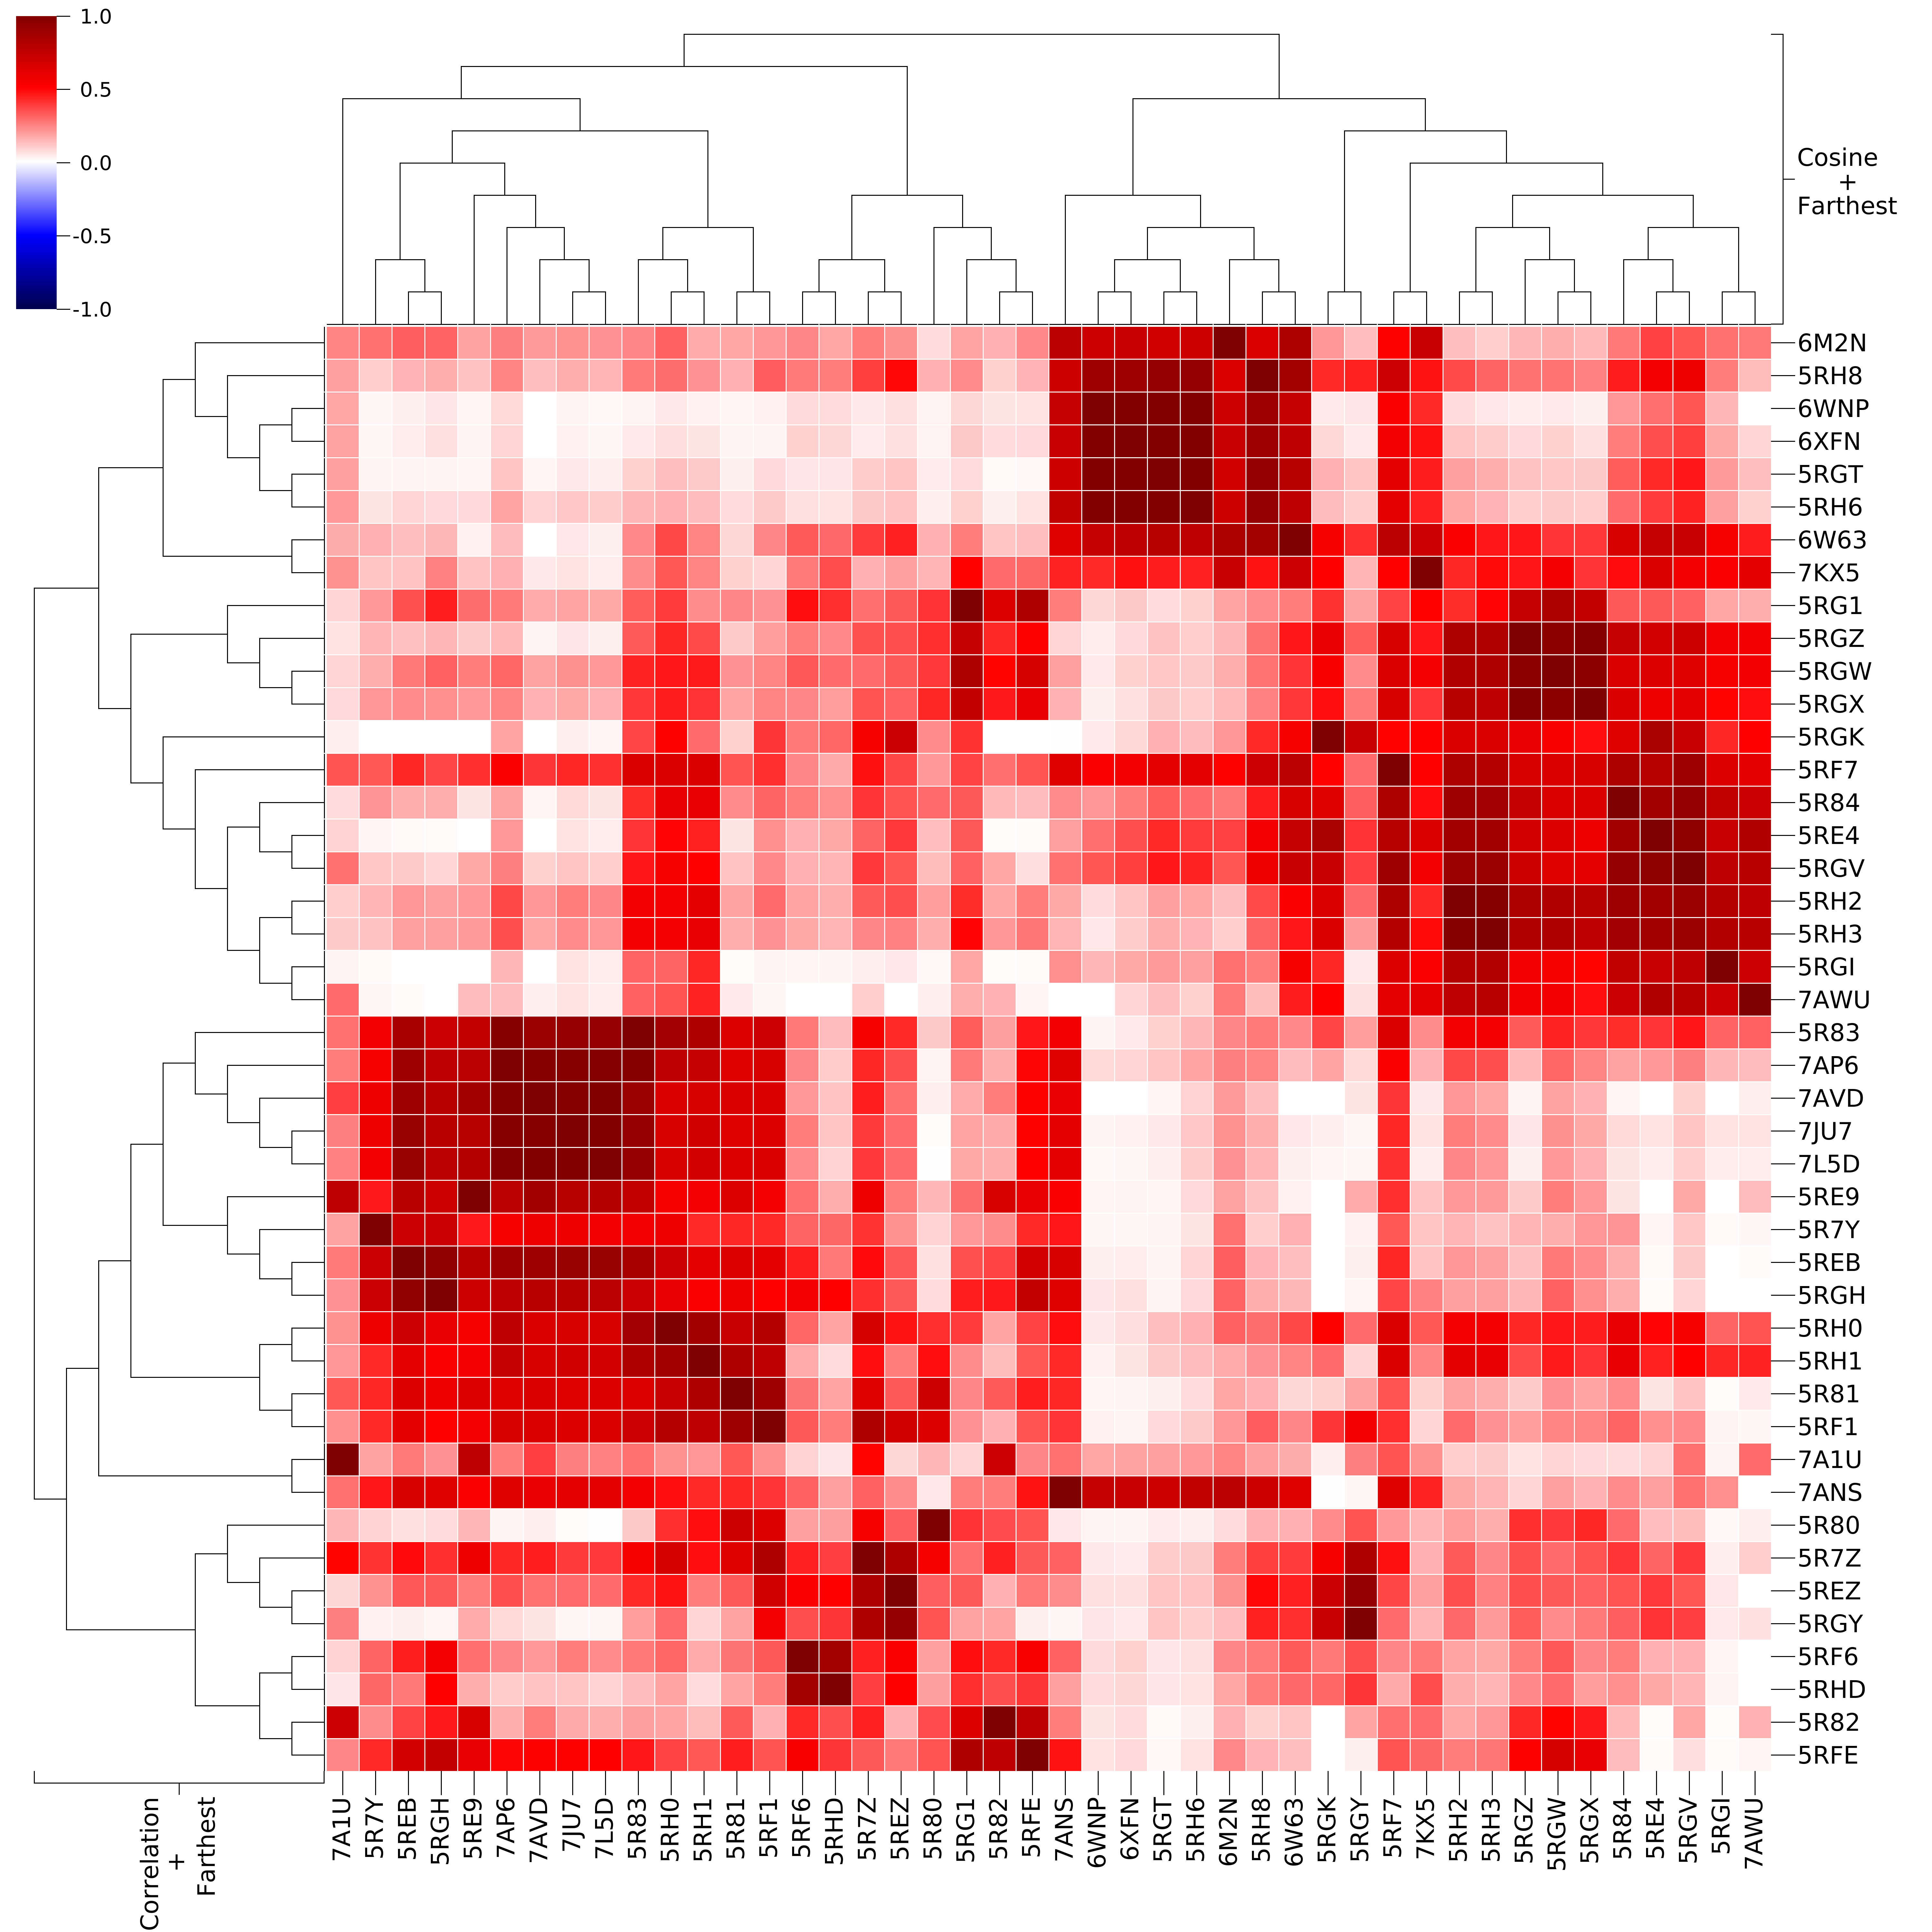 1.0
0.5
0.0
-0.5
-1.0
Cosine
+
Farthest
6M2N
5RH8
6WNP
6XFN
5RGT
5RH6
6W63
7KX5
5RG1
5RGZ
5RGW
5RGX
5RGK
5RF7
5R84
5RE4
5RGV
5RH2
5RH3
5RGI
7AWU
5R83
7AP6
7AVD
7JU7
7L5D
5RE9
5R7Y
5REB
5RGH
5RH0
5RH1
5R81
5RF1
7A1U
7ANS
5R80
5R7Z
5REZ
5RGY
5RF6
5RHD
5R82
5RFE
Correlation
+
Farthest
7A1U
5R7Y
5REB
5RGH
5RE9
7AP6
7AVD
7JU7
7L5D
5R83
5RH0
5RH1
5R81
5RF1
5RF6
5RHD
5R7Z
5REZ
5R80
5RG1
5R82
5RFE
7ANS
6WNP
6XFN
5RGT
5RH6
6M2N
5RH8
6W63
5RGK
5RGY
5RF7
7KX5
5RH2
5RH3
5RGZ
5RGW
5RGX
5R84
5RE4
5RGV
5RGI
7AWU